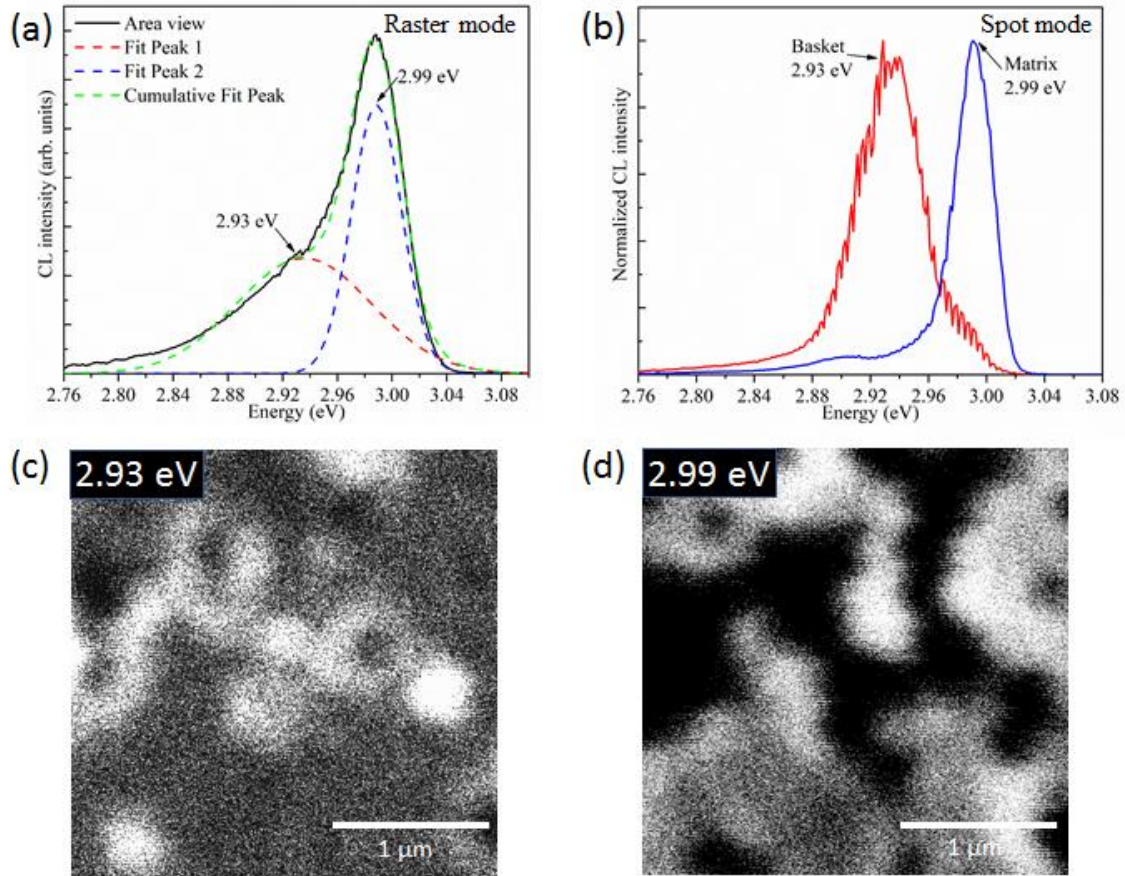 (a)
Raster mode
Area view
Fit Peak 1
Fit Peak 2
Cumulative Fit Peak
2.99 eV
2.93 eV
CL intensity (arb. units)
2.76 2.80 2.84 2.88 2.92 2.96 3.00 3.04 3.08
Energy (eV)
(b)
Spot mode
Basket
2.93 eV
Matrix
2.99 eV
Normalized CL intensity
2.76 2.80 2.84 2.88 2.92 2.96 3.00 3.04 3.08
Energy (eV)
(c)
2.93 eV
1 μm
(d)
2.99 eV
1 μm